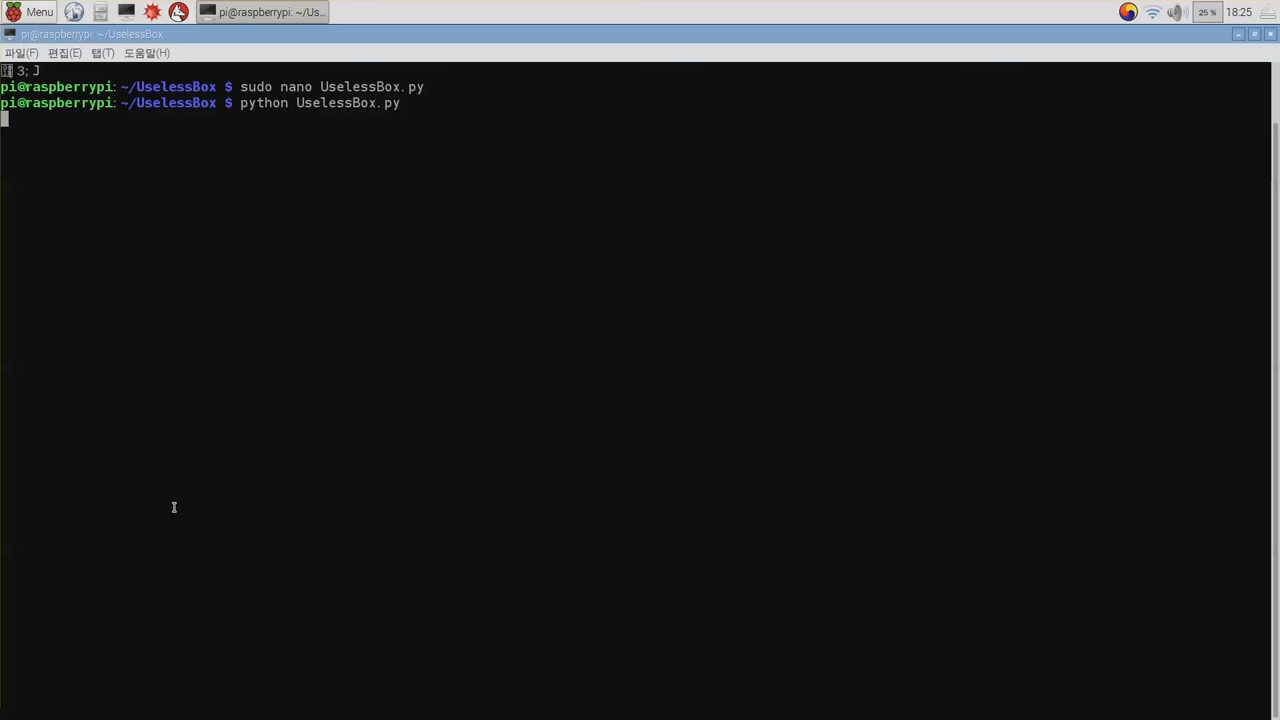 Menu
pi@raspberrypi: ~/Us...
25 %
18:25
pi@raspberrypi: ~/UselessBox
파일(F) 편집(E) 탭(T) 도움말(H)
3; J
pi@raspberrypi:~/UselessBox $ sudo nano UselessBox.py
pi@raspberrypi:~/UselessBox $ python UselessBox.py